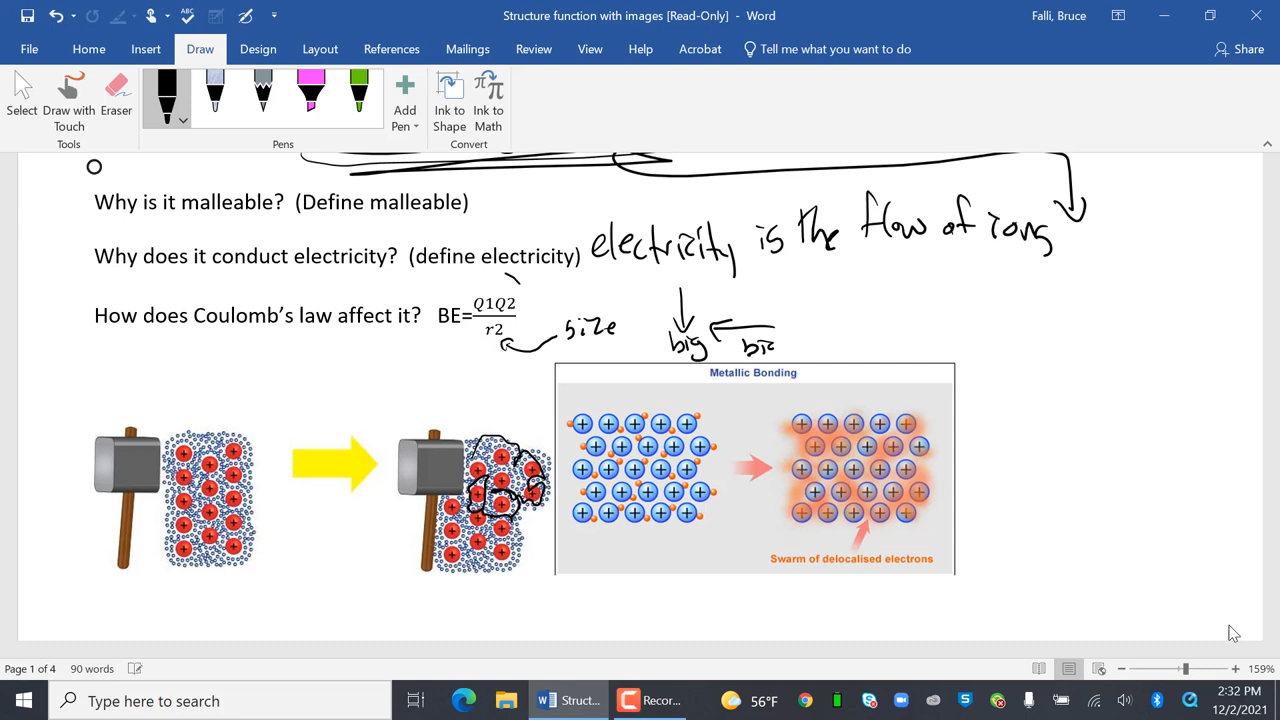 Structure function with images [Read-Only] - Word
Falli, Bruce
File Home Insert Draw Design Layout References Mailings Review View Help Acrobat Tell me what you want to do Share
Select Draw with Touch Eraser Add Pen Ink to Shape Ink to Math
Tools Pens Convert
Why is it malleable? (Define malleable)
electricity is the flow of ions
Why does it conduct electricity? (define electricity)
How does Coulomb's law affect it? BE=Q1Q2
r2
size
big
bic
Metallic Bonding
Swarm of delocalised electrons
Page 1 of 4 90 words 159%
Type here to search Struct... Recor... 56°F 2:32 PM
12/2/2021